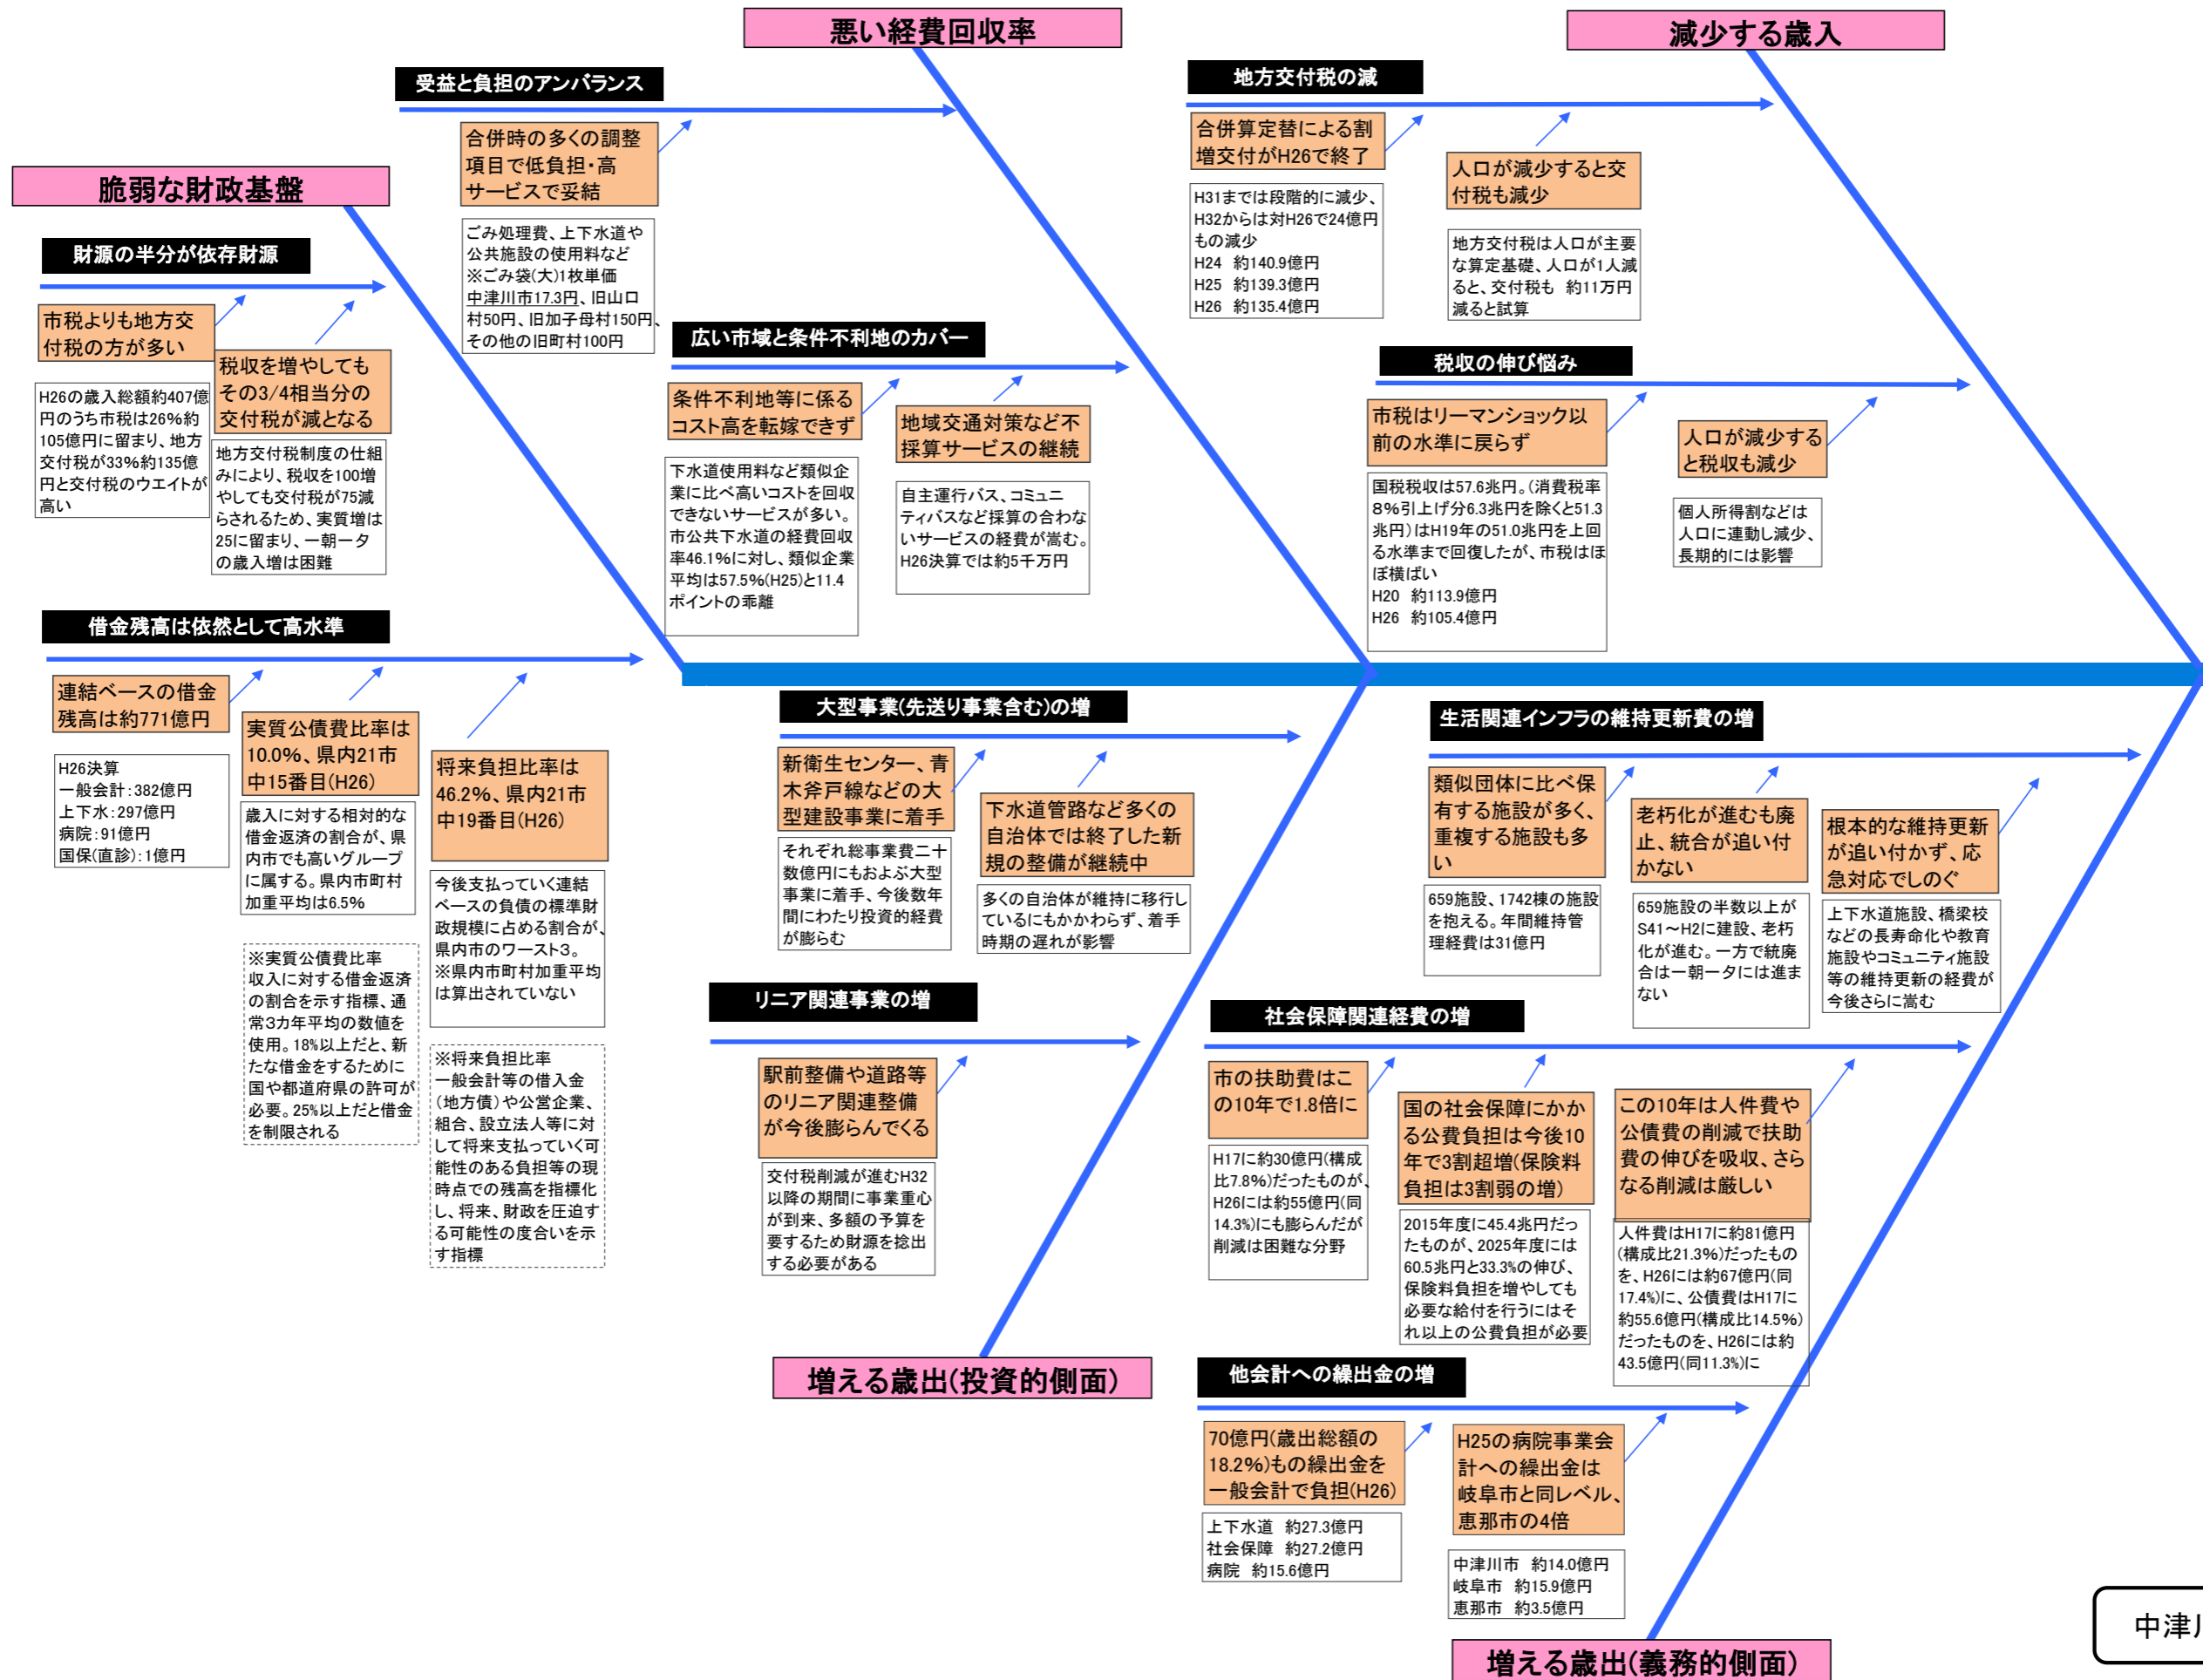 悪い経費回収率
減少する歳入
受益と負担のアンバランス
合併時の多くの調整
項目で低負担・高
サービスで妥結
ごみ処理費、上下水道や
公共施設の使用料など
※ごみ袋(大)1枚単価
中津川市17.3円、旧山口
村50円、旧加子母村150円、
その他の旧町村100円
地方交付税の減
合併算定替による割
増交付がH26で終了
H31までは段階的に減少、
H32からは対H26で24億円
もの減少
H24 約140.9億円
H25 約139.3億円
H26 約135.4億円
人口が減少すると交
付税も減少
地方交付税は人口が主要
な算定基礎、人口が1人減
ると、交付税も 約11万円
減ると試算
脆弱な財政基盤
財源の半分が依存財源
市税よりも地方交
付税の方が多い
H26の歳入総額約407億
円のうち市税は26%約
105億円に留まり、地方
交付税が33%約135億
円と交付税のウエイトが
高い
税収を増やしても
その3/4相当分の
交付税が減となる
地方交付税制度の仕組
みにより、税収を100増
やしても交付税が75減
らされるため、実質増は
25に留まり、一朝一夕
の歳入増は困難
広い市域と条件不利地のカバー
条件不利地等に係る
コスト高を転嫁できず
下水道使用料など類似企
業に比べ高いコストを回収
できないサービスが多い。
市公共下水道の経費回収
率46.1%に対し、類似企業
平均は57.5%(H25)と11.4
ポイントの乖離
地域交通対策など不
採算サービスの継続
自主運行バス、コミュニ
ティバスなど採算の合わな
いサービスの経費が嵩む。
H26決算では約5千万円
税収の伸び悩み
市税はリーマンショック以
前の水準に戻らず
国税税収は57.6兆円。(消費税率
8%引上げ分6.3兆円を除くと51.3
兆円)はH19年の51.0兆円を上回
る水準まで回復したが、市税はほ
ぼ横ばい
H20 約113.9億円
H26 約105.4億円
人口が減少する
と税収も減少
個人所得割などは
人口に連動し減少、
長期的には影響
借金残高は依然として高水準
連結ベースの借金
残高は約771億円
H26決算
一般会計:382億円
上下水:297億円
病院:91億円
国保(直診):1億円
実質公債費比率は
10.0%、県内21市
中15番目(H26)
歳入に対する相対的な
借金返済の割合が、県
内市でも高いグループ
に属する。県内市町村
加重平均は6.5%
※実質公債費比率
収入に対する借金返済
の割合を示す指標、通
常3カ年平均の数値を
使用。18%以上だと、新
たな借金をするために
国や都道府県の許可が
必要。25%以上だと借金
を制限される
将来負担比率は
46.2%、県内21市
中19番目(H26)
今後支払っていく連結
ベースの負債の標準財
政規模に占める割合が、
県内市のワースト3。
※県内市町村加重平均
は算出されていない
※将来負担比率
一般会計等の借入金
(地方債)や公営企業、
組合、設立法人等に対
して将来支払っていく可
能性のある負担等の現
時点での残高を指標化
し、将来、財政を圧迫す
る可能性の度合いを示
す指標
大型事業(先送り事業含む)の増
新衛生センター、青
木斧戸線などの大
型建設事業に着手
それぞれ総事業費二十
数億円にもおよぶ大型
事業に着手、今後数年
間にわたり投資的経費
が膨らむ
下水道管路など多くの
自治体では終了した新
規の整備が継続中
多くの自治体が維持に移行し
ているにもかかわらず、着手
時期の遅れが影響
リニア関連事業の増
駅前整備や道路等
のリニア関連整備
が今後膨らんでくる
交付税削減が進むH32
以降の期間に事業重心
が到来、多額の予算を
要するため財源を捻出
する必要がある
増える歳出(投資的側面)
生活関連インフラの維持更新費の増
類似団体に比べ保
有する施設が多く、
重複する施設も多
い
659施設、1742棟の施設
を抱える。年間維持管
理経費は31億円
老朽化が進むも廃
止、統合が追い付
かない
659施設の半数以上が
S41～H2に建設、老朽
化が進む。一方で統廃
合は一朝一夕には進ま
ない
根本的な維持更新
が追い付かず、応
急対応でしのぐ
上下水道施設、橋梁校
などの長寿命化や教育
施設やコミュニティ施設
等の維持更新の経費が
今後さらに嵩む
社会保障関連経費の増
市の扶助費はこ
の10年で1.8倍に
H17に約30億円(構成
比7.8%)だったものが、
H26には約55億円(同
14.3%)にも膨らんだが
削減は困難な分野
国の社会保障にかか
る公費負担は今後10
年で3割超増(保険料
負担は3割弱の増)
2015年度に45.4兆円だっ
たものが、2025年度には
60.5兆円と33.3%の伸び、
保険料負担を増やしても
必要な給付を行うにはそ
れ以上の公費負担が必要
この10年は人件費や
公債費の削減で扶助
費の伸びを吸収、さら
なる削減は厳しい
人件費はH17に約81億円
(構成比21.3%)だったもの
を、H26には約67億円(同
17.4%)に、公債費はH17に
約55.6億円(構成比14.5%)
だったものを、H26には約
43.5億円(同11.3%)に
他会計への繰出金の増
70億円(歳出総額の
18.2%)もの繰出金を
一般会計で負担(H26)
上下水道 約27.3億円
社会保障 約27.2億円
病院 約15.6億円
H25の病院事業会
計への繰出金は
岐阜市と同レベル、
恵那市の4倍
中津川市 約14.0億円
岐阜市 約15.9億円
恵那市 約3.5億円
増える歳出(義務的側面)
中津川